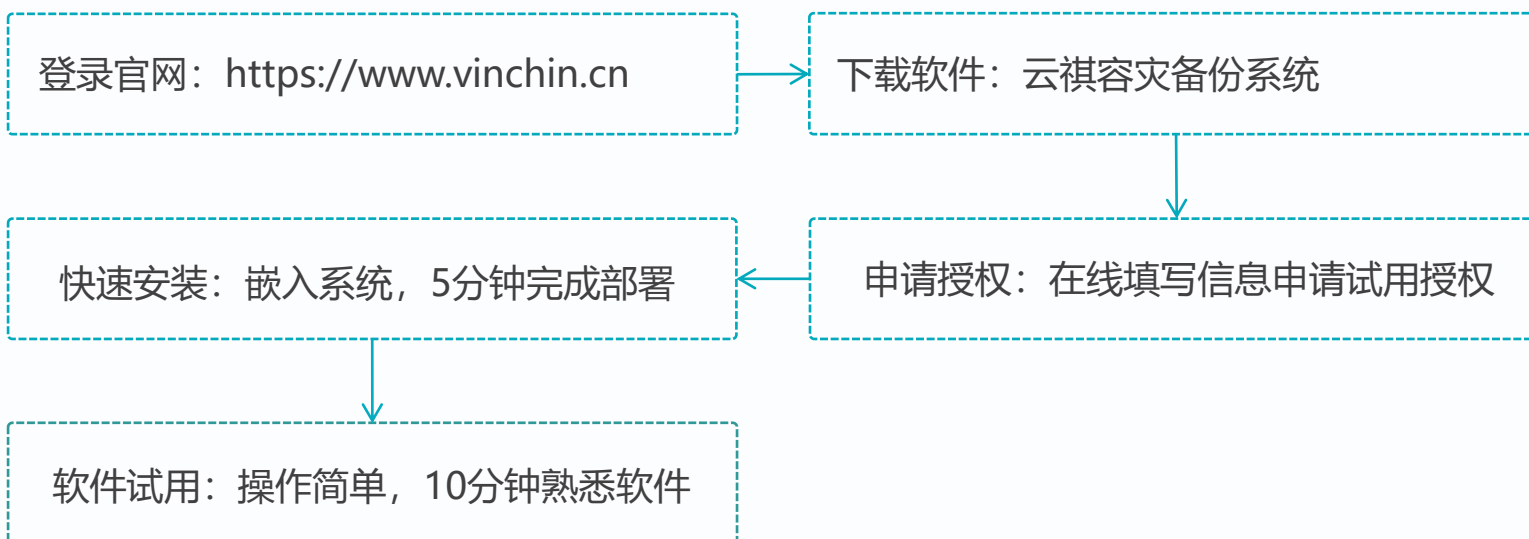 登录官网：https://www.vinchin.cn
下载软件：云祺容灾备份系统
申请授权：在线填写信息申请试用授权
快速安装：嵌入系统，5分钟完成部署
软件试用：操作简单，10分钟熟悉软件